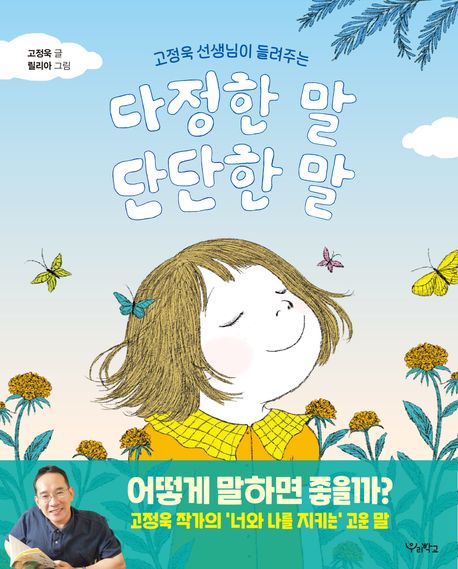 고정욱 글
릴리아 그림
고정욱 선생님이 들려주는
다정한 말
단단한 말
어떻게 말하면 좋을까?
고정욱 작가의 '너와 나를 지키는' 고운 말
우리학교